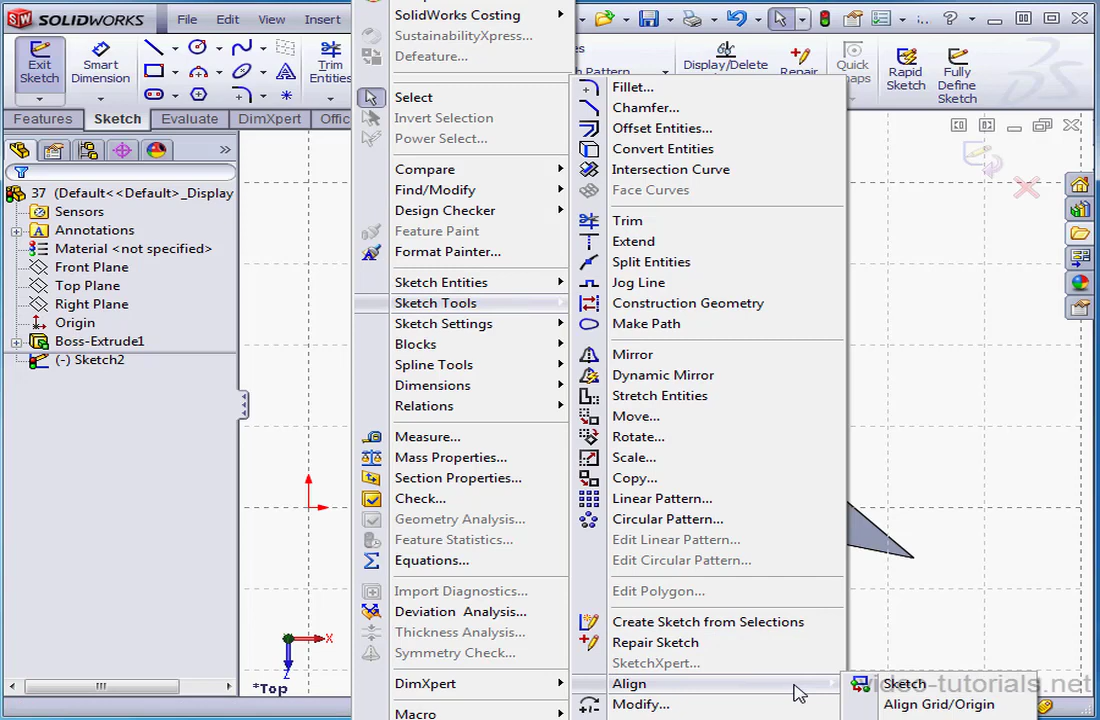 SOLIDWORKS File Edit View Insert
Exit Sketch
Smart Dimension
Trim Entities
Display/Delete
Repair
Quick
Rapid Sketch
Fully Define Sketch
Features Sketch Evaluate DimXpert Offic
37 (Default<<Default>_Display
Sensors
Annotations
Material <not specified>
Front Plane
Top Plane
Right Plane
Origin
Boss-Extrude1
(-) Sketch2
SolidWorks Costing
SustainabilityXpress...
Defeature...
Select
Invert Selection
Power Select...
Compare
Find/Modify
Design Checker
Feature Paint
Format Painter...
Sketch Entities
Sketch Tools
Sketch Settings
Blocks
Spline Tools
Dimensions
Relations
Measure...
Mass Properties...
Section Properties...
Check...
Geometry Analysis...
Feature Statistics...
Equations...
Import Diagnostics...
Deviation Analysis...
Thickness Analysis...
Symmetry Check...
DimXpert
Macro
Fillet...
Chamfer...
Offset Entities...
Convert Entities
Intersection Curve
Face Curves
Trim
Extend
Split Entities
Jog Line
Construction Geometry
Make Path
Mirror
Dynamic Mirror
Stretch Entities
Move...
Rotate...
Scale...
Copy...
Linear Pattern...
Circular Pattern...
Edit Linear Pattern...
Edit Circular Pattern...
Edit Polygon...
Create Sketch from Selections
Repair Sketch
SketchXpert...
Align
Modify...
Sketch
Align Grid/Origin
X
Z
*Top
video-tutorials.net